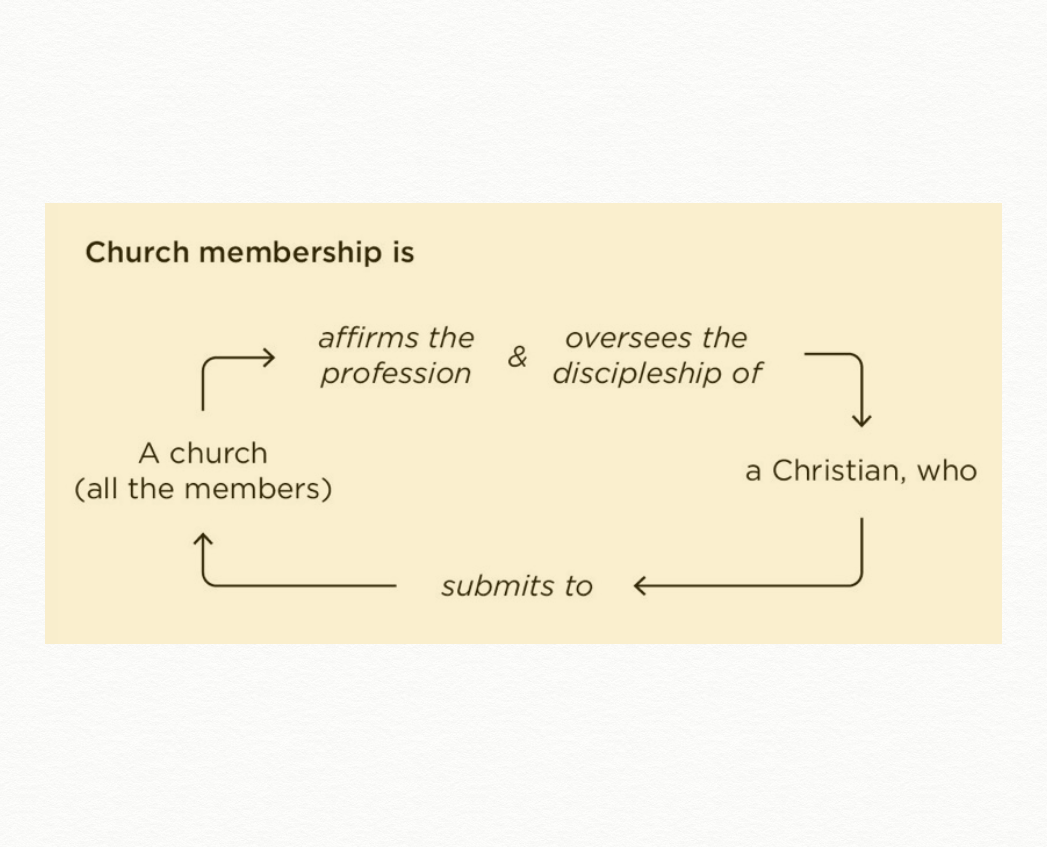 Church membership is
affirms the
profession
&
oversees the
discipleship of
A church
(all the members)
a Christian, who
submits to